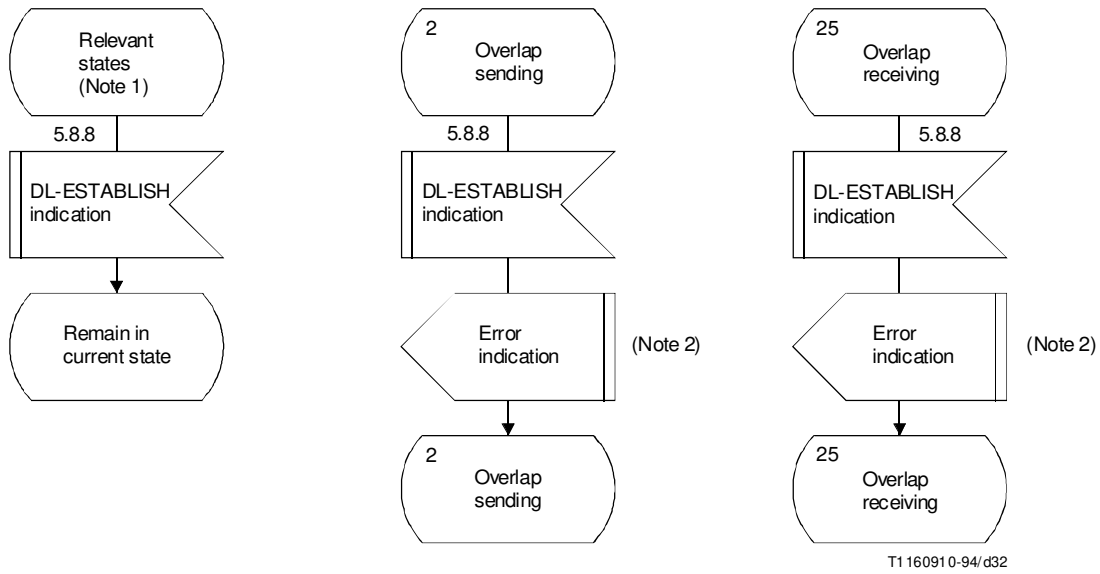 Relevant
states
(Note 1)
5.8.8
DL-ESTABLISH
indication
Remain in
current state
2
Overlap
sending
5.8.8
DL-ESTABLISH
indication
Error
indication
(Note 2)
2
Overlap
sending
25
Overlap
receiving
5.8.8
DL-ESTABLISH
indication
Error
indication
(Note 2)
25
Overlap
receiving
T1160910-94/d32